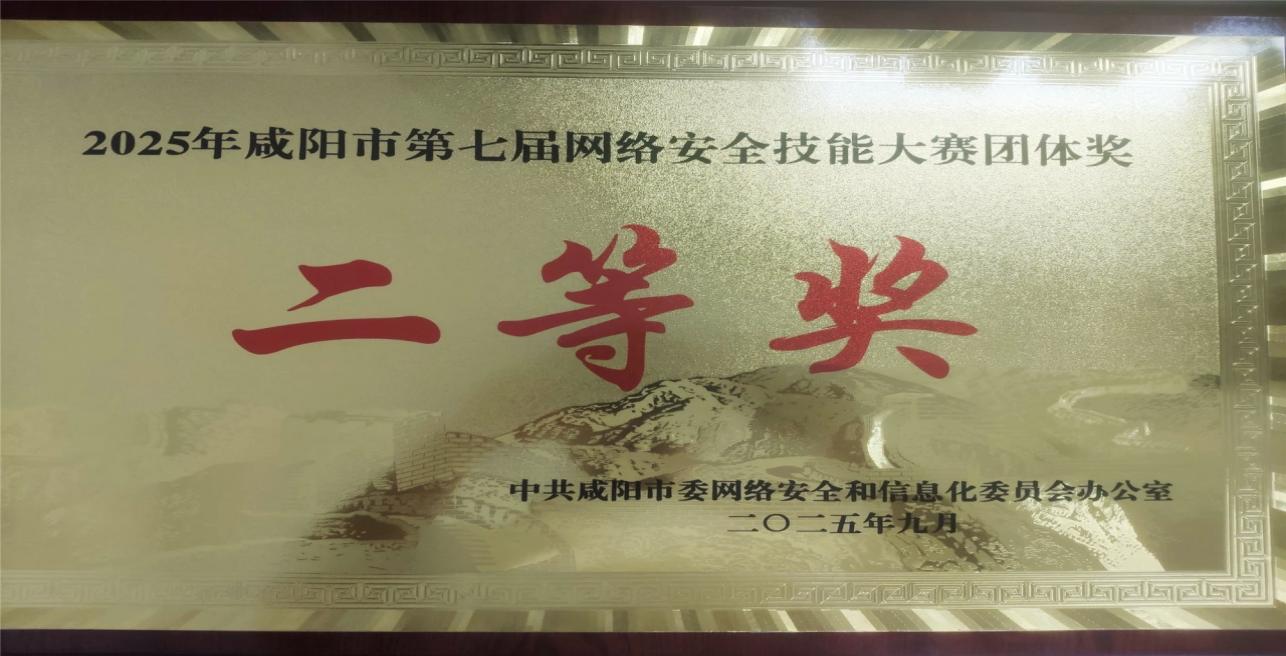 2025年咸阳市第七届网络安全技能大赛团体奖
二等奖
中共咸阳市委网络安全和信息化委员会办公室
二〇二五年九月